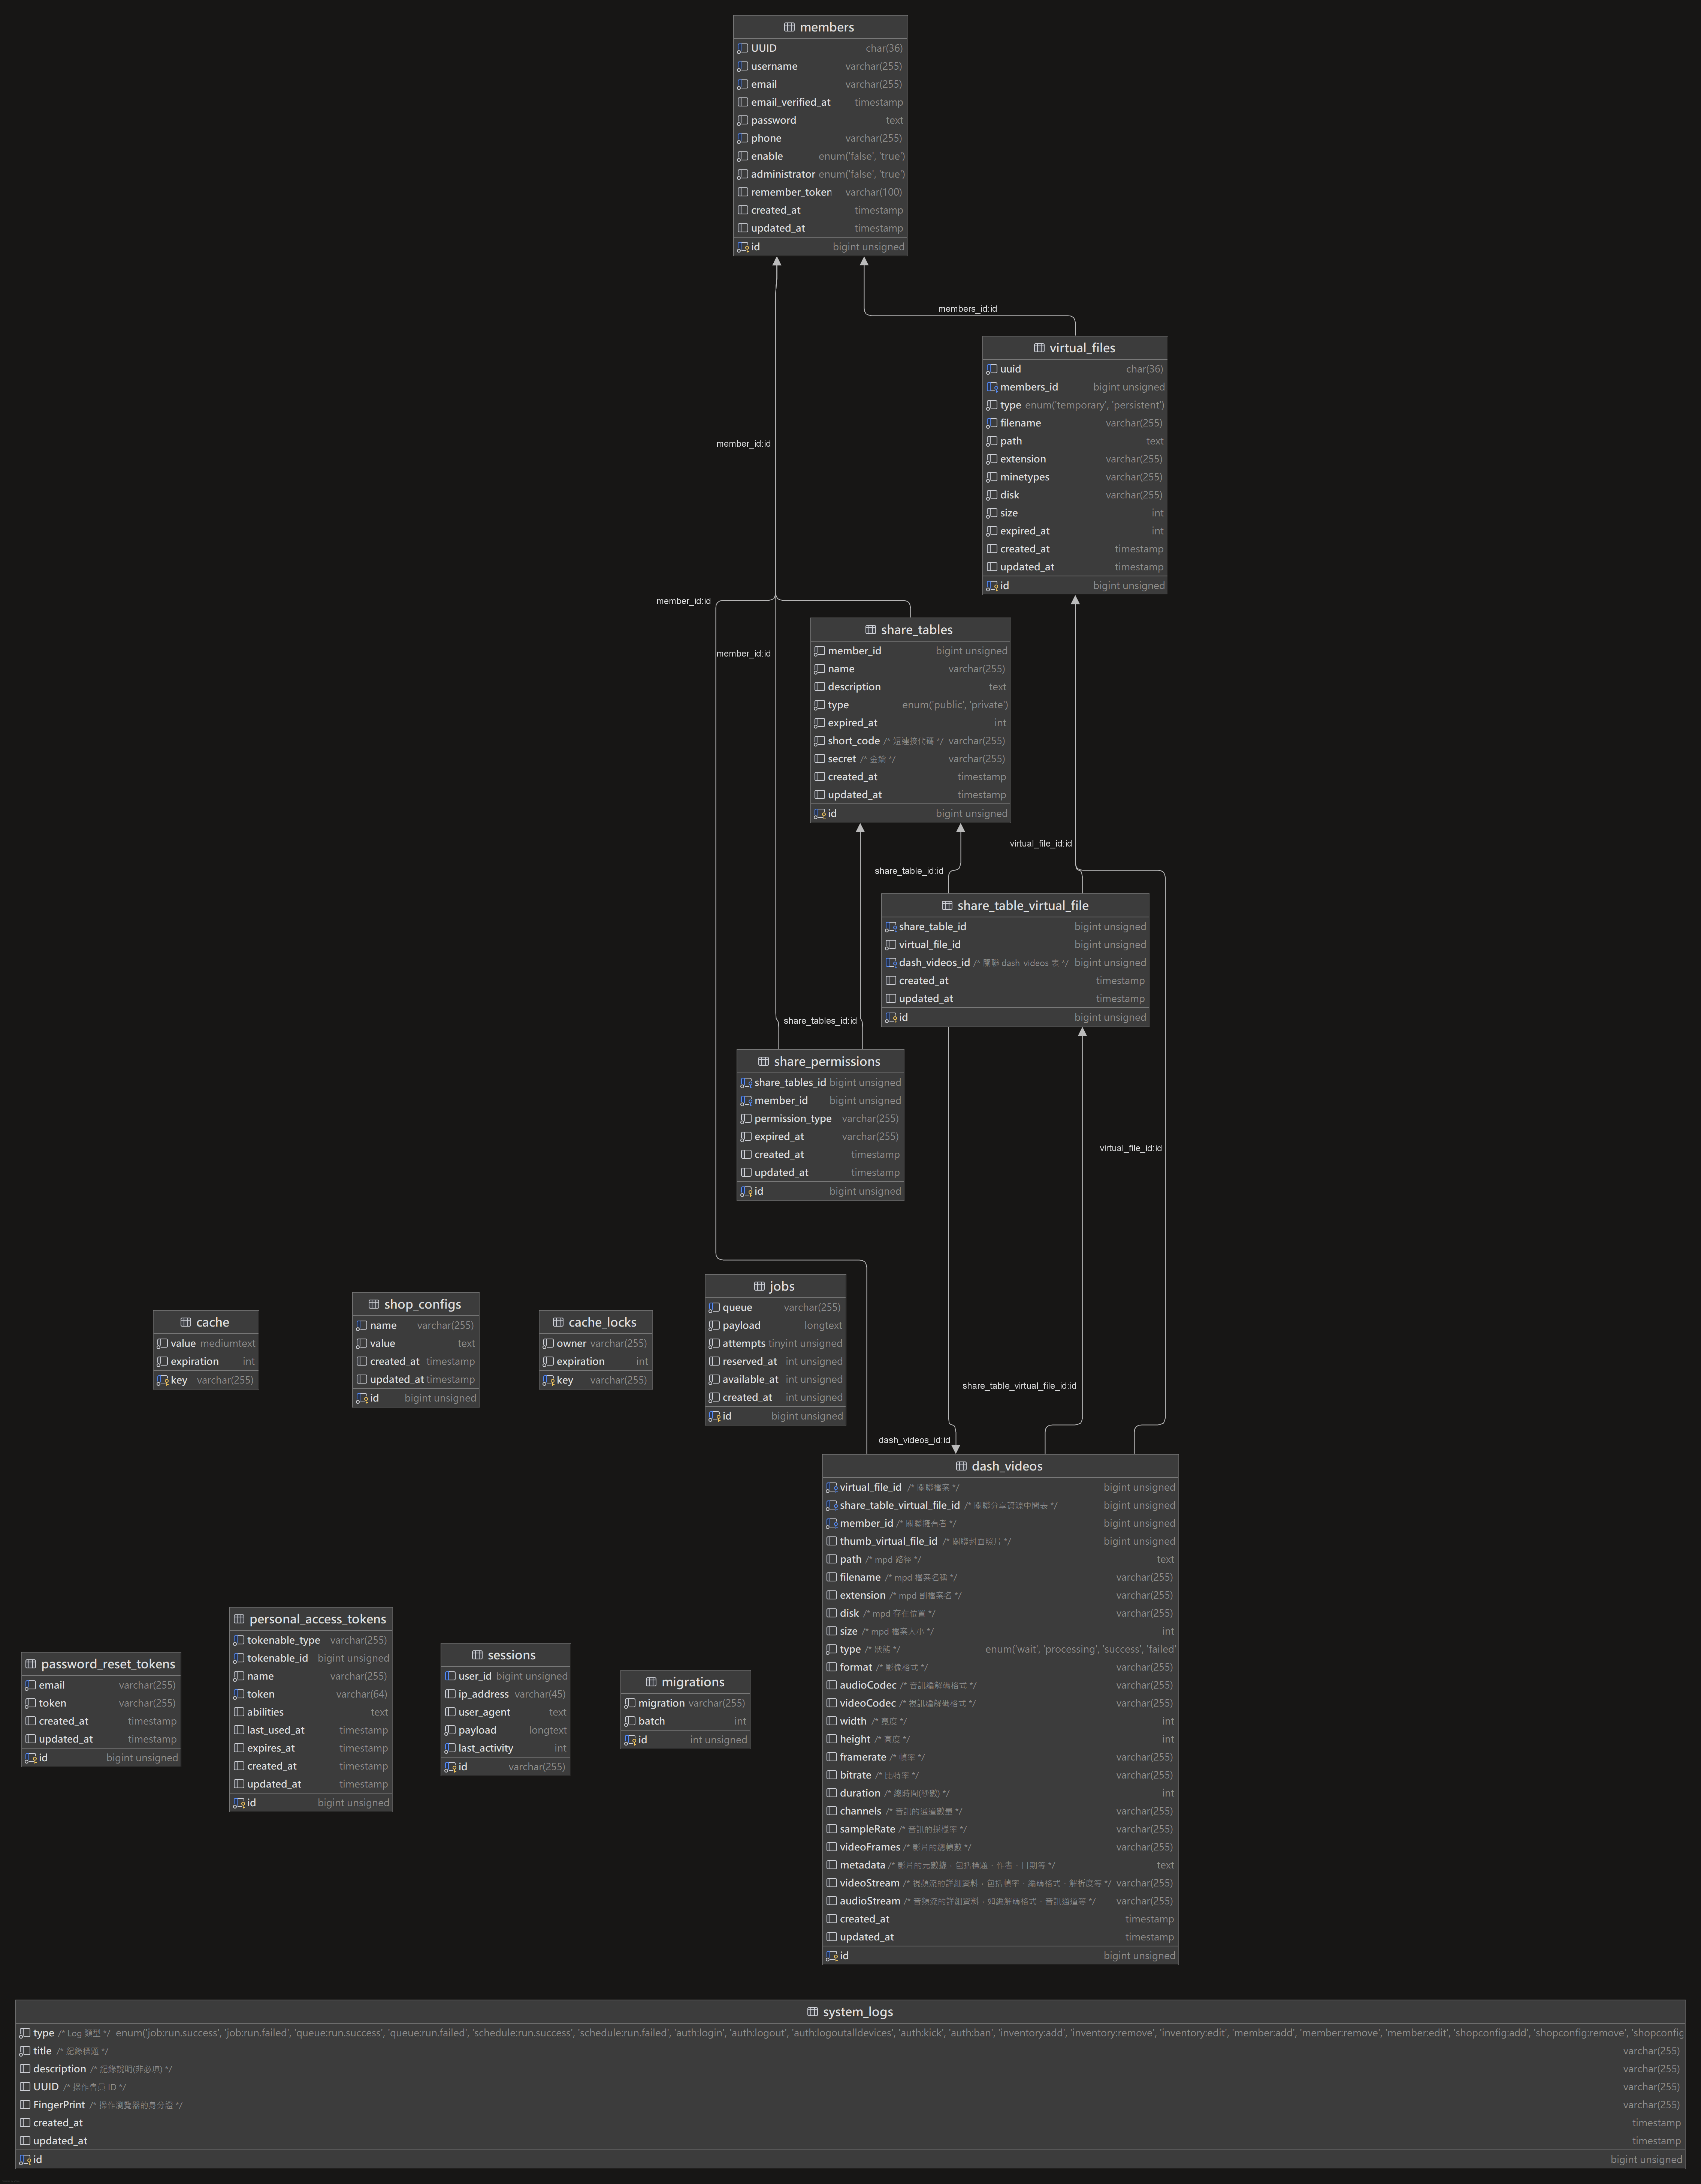 members
UUID char(36)
username varchar(255)
email varchar(255)
email_verified_at timestamp
password text
phone varchar(255)
enable enum('false', 'true')
administrator enum('false', 'true')
remember_token varchar(100)
created_at timestamp
updated_at timestamp
id bigint unsigned
members_id:id
virtual_files
uuid char(36)
members_id bigint unsigned
type enum('temporary', 'persistent')
filename varchar(255)
path text
extension varchar(255)
minetypes varchar(255)
disk varchar(255)
size int
expired_at int
created_at timestamp
updated_at timestamp
id bigint unsigned
member_id:id
member_id:id
member_id:id
share_tables
member_id bigint unsigned
name varchar(255)
description text
type enum('public', 'private')
expired_at int
short_code /* 短連接代碼 */ varchar(255)
secret /* 金鑰 */ varchar(255)
created_at timestamp
updated_at timestamp
id bigint unsigned
virtual_file_id:id
share_table_id:id
share_table_virtual_file
share_table_id bigint unsigned
virtual_file_id bigint unsigned
dash_videos_id /* 關聯 dash_videos 表 */ bigint unsigned
created_at timestamp
updated_at timestamp
id bigint unsigned
share_tables_id:id
share_permissions
share_tables_id bigint unsigned
member_id bigint unsigned
permission_type varchar(255)
expired_at varchar(255)
created_at timestamp
updated_at timestamp
id bigint unsigned
virtual_file_id:id
cache
value mediumtext
expiration int
key varchar(255)
shop_configs
name varchar(255)
value text
created_at timestamp
updated_at timestamp
id bigint unsigned
cache_locks
owner varchar(255)
expiration int
key varchar(255)
jobs
queue varchar(255)
payload longtext
attempts tinyint unsigned
reserved_at int unsigned
available_at int unsigned
created_at int unsigned
id bigint unsigned
share_table_virtual_file_id:id
dash_videos_id:id
dash_videos
virtual_file_id /* 關聯檔案 */ bigint unsigned
share_table_virtual_file_id /* 關聯分享資源中間表 */ bigint unsigned
member_id /* 關聯擁有者 */ bigint unsigned
thumb_virtual_file_id /* 關聯封面照片 */ bigint unsigned
path /* mpd 路徑 */ text
filename /* mpd 檔案名稱 */ varchar(255)
extension /* mpd 副檔案名 */ varchar(255)
disk /* mpd 存在位置 */ varchar(255)
size /* mpd 檔案大小 */ int
type /* 狀態 */ enum('wait', 'processing', 'success', 'failed'
format /* 影像格式 */ varchar(255)
audioCodec /* 音訊編解碼格式 */ varchar(255)
videoCodec /* 視訊編解碼格式 */ varchar(255)
width /* 寬度 */ int
height /* 高度 */ int
framerate /* 幀率 */ varchar(255)
bitrate /* 比特率 */ varchar(255)
duration /* 總時間(秒數) */ int
channels /* 音訊的通道數量 */ varchar(255)
sampleRate /* 音訊的採樣率 */ varchar(255)
videoFrames /* 影片的總幀數 */ varchar(255)
metadata /* 影片的元數據，包括標題、作者、日期等 */ text
videoStream /* 視頻流的詳細資料，包括幀率、編碼格式、解析度等 */ varchar(255)
audioStream /* 音頻流的詳細資料，如編解碼格式、音訊通道等 */ varchar(255)
created_at timestamp
updated_at timestamp
id bigint unsigned
password_reset_tokens
email varchar(255)
token varchar(255)
created_at timestamp
updated_at timestamp
id bigint unsigned
personal_access_tokens
tokenable_type varchar(255)
tokenable_id bigint unsigned
name varchar(255)
token varchar(64)
abilities text
last_used_at timestamp
expires_at timestamp
created_at timestamp
updated_at timestamp
id bigint unsigned
sessions
user_id bigint unsigned
ip_address varchar(45)
user_agent text
payload longtext
last_activity int
id varchar(255)
migrations
migration varchar(255)
batch int
id int unsigned
system_logs
type /* Log 類型 */ enum('job:run.success', 'job:run.failed', 'queue:run.success', 'queue:run.failed', 'schedule:run.success', 'schedule:run.failed', 'auth:login', 'auth:logout', 'auth:logoutalldevices', 'auth:kick', 'auth:ban', 'inventory:add', 'inventory:remove', 'inventory:edit', 'member:add', 'member:remove', 'member:edit', 'shopconfig:add', 'shopconfig:remove', 'shopconfig
title /* 紀錄標題 */ varchar(255)
description /* 紀錄說明(非必填) */ varchar(255)
UUID /* 操作會員 ID */ varchar(255)
FingerPrint /* 操作瀏覽器的身分證 */ varchar(255)
created_at timestamp
updated_at timestamp
id bigint unsigned